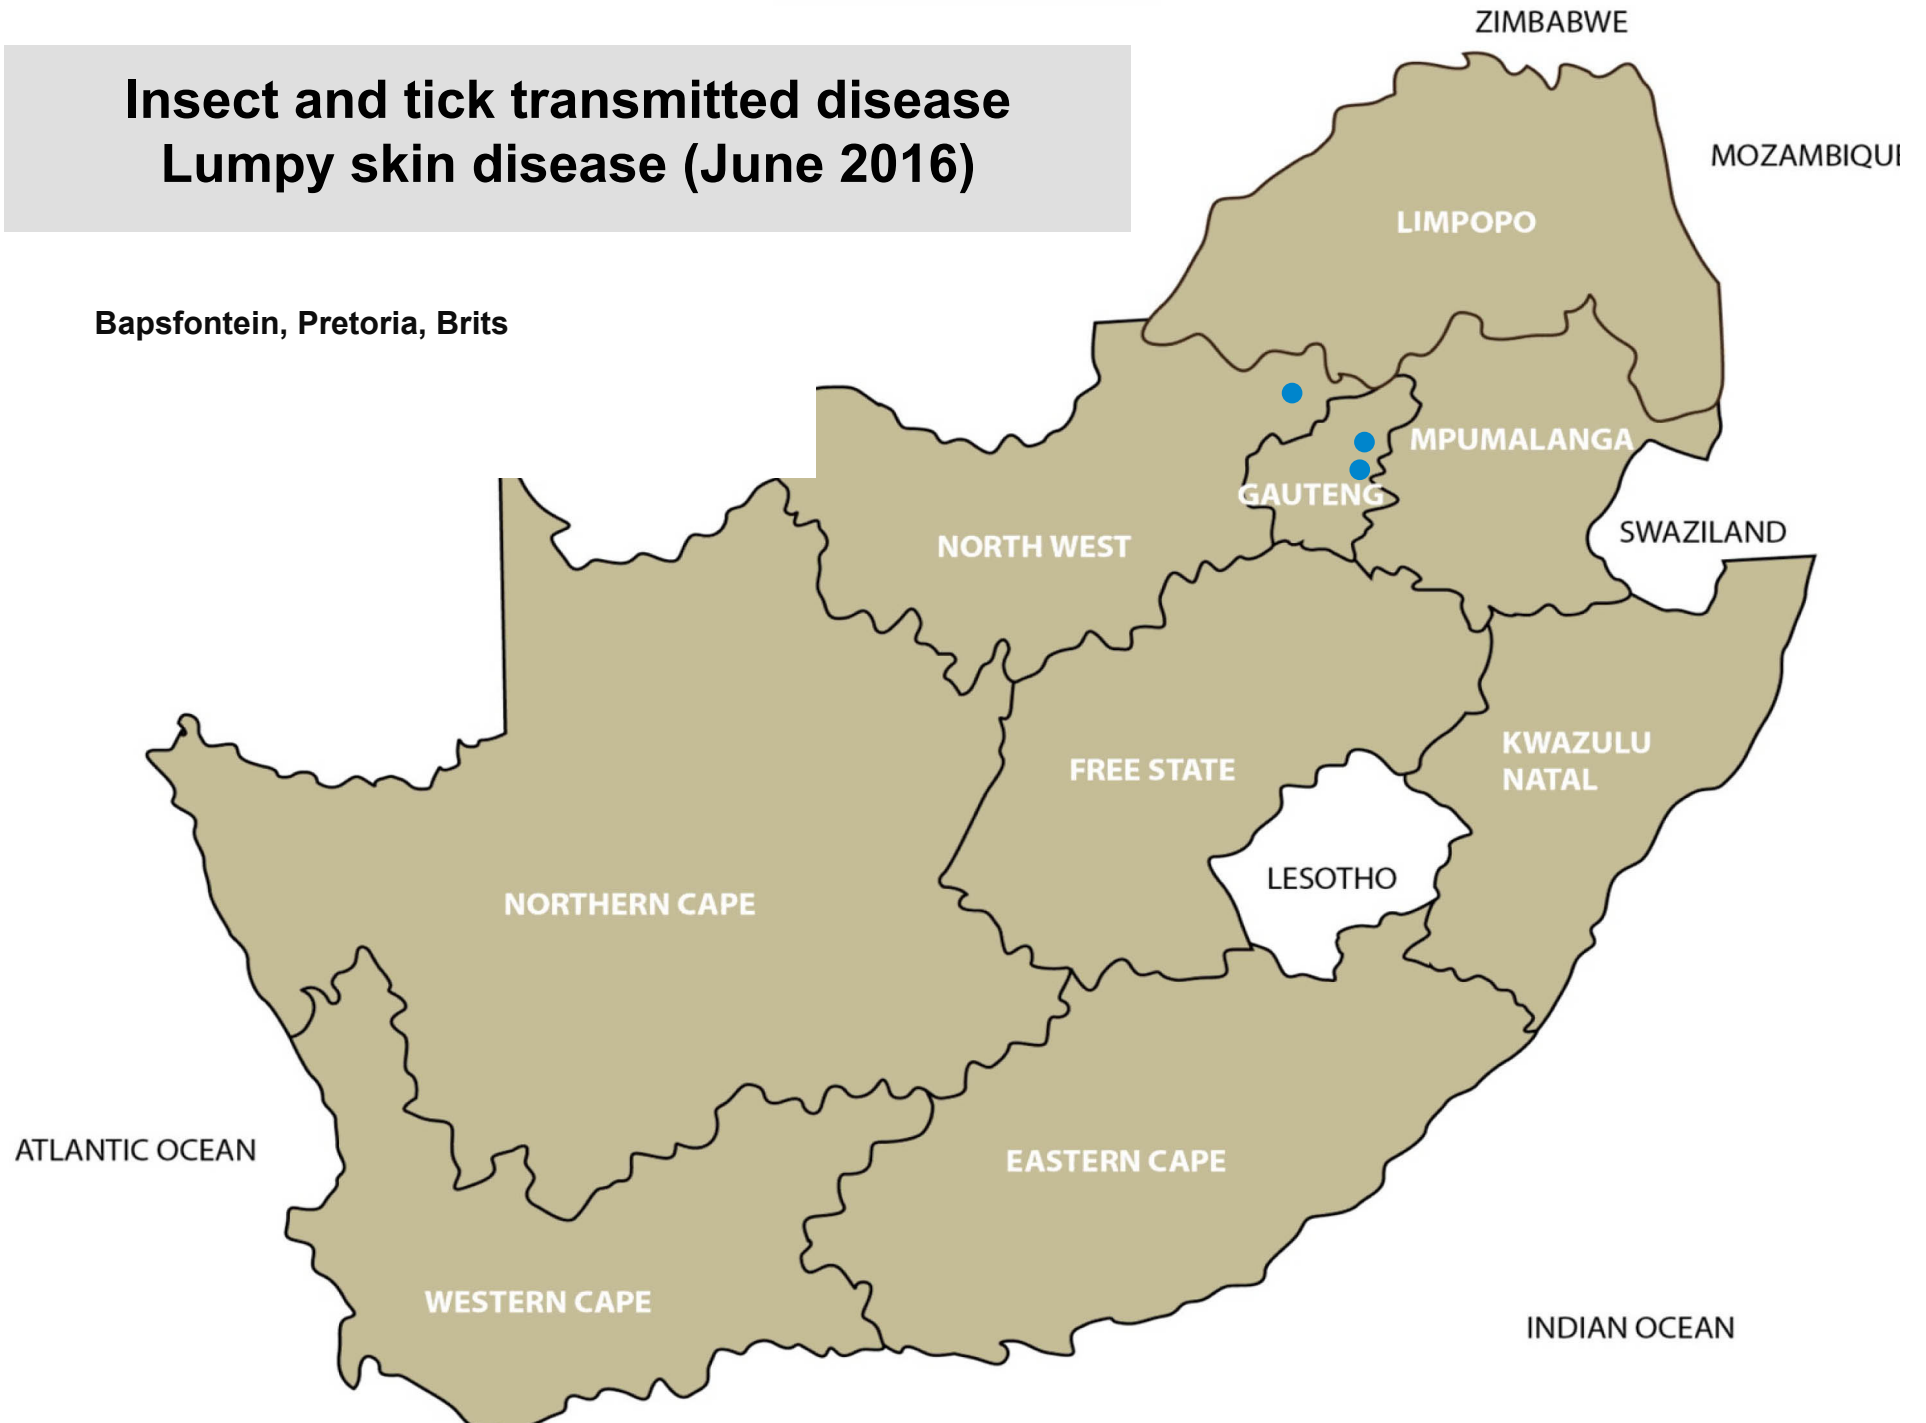 ZIMBABWE
Insect and tick transmitted disease
Lumpy skin disease (June 2016)
MOZAMBIQUI
LIMPOPO
Bapsfontein, Pretoria, Brits
MPUMALANGA
GAUTENG
SWAZILAND
NORTH WEST
KWAZULU
NATAL
FREE STATE
LESOTHO
NORTHERN CAPE
ATLANTIC OCEAN
EASTERN CAPE
WESTERN CAPE
INDIAN OCEAN